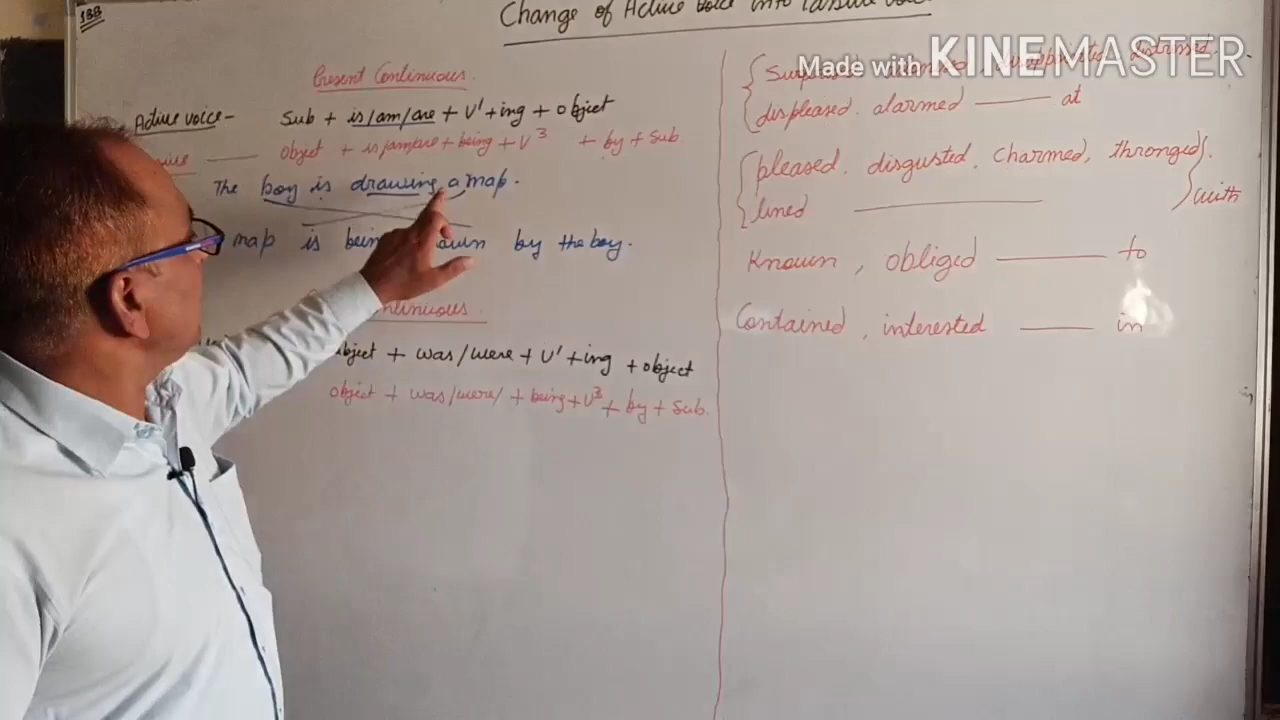 188
Change of Active voice into Passive voice
Present Continuous.
Active voice - Sub + is/am/are + V¹ + ing + Object
Object + is/am/are + being + V³ + by + Sub
The boy is drawing a map.
map is being by the boy.
Object + was/were + V¹ + ing + object
Object + was/were/ + being + V³ + by + Sub.
Made with KINEMASTER
distressed.
displeased. alarmed at
pleased. disgusted. Charmed, thronged.
lined with
Known, obliged to
Contained, interested in